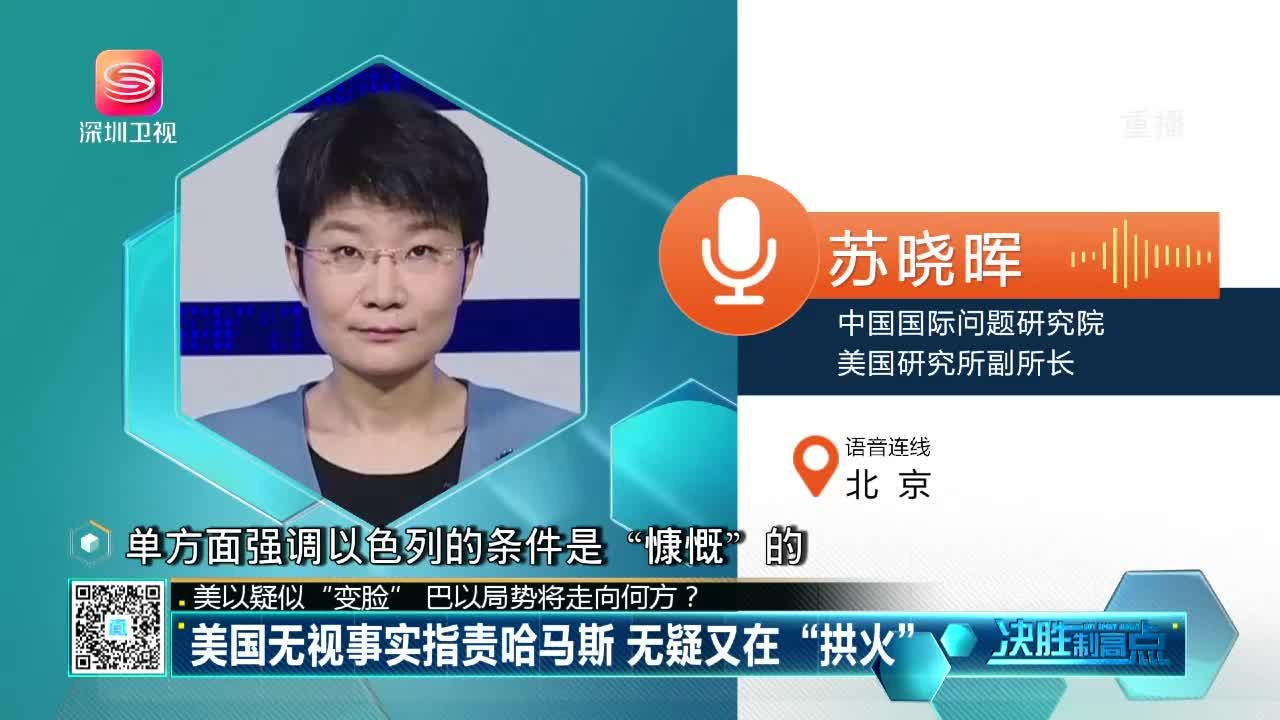 深圳卫视
重播
苏晓晖
中国国际问题研究院
美国研究所副所长
语音连线
北 京
单方面强调以色列的条件是“慷慨”的
美以疑似“变脸” 巴以局势将走向何方？
美国无视事实指责哈马斯 无疑又在“拱火”
决胜制高点
直